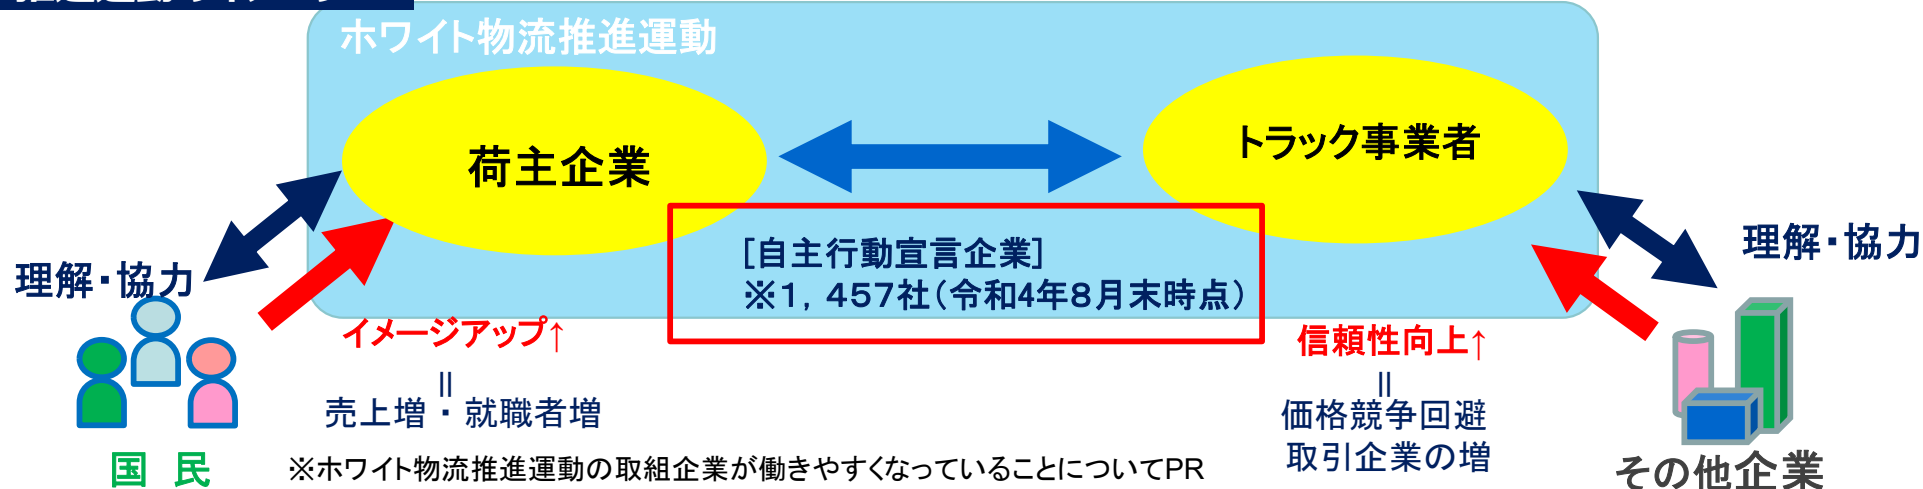 ホワイト物流推進運動
荷主企業
トラック事業者
[自主行動宣言企業]
※1,457社(令和4年8月末時点)
理解・協力
理解・協力
イメージアップ↑
||
売上増・就職者増
信頼性向上↑
||
価格競争回避
取引企業の増
国 民
その他企業
※ホワイト物流推進運動の取組企業が働きやすくなっていることについてPR